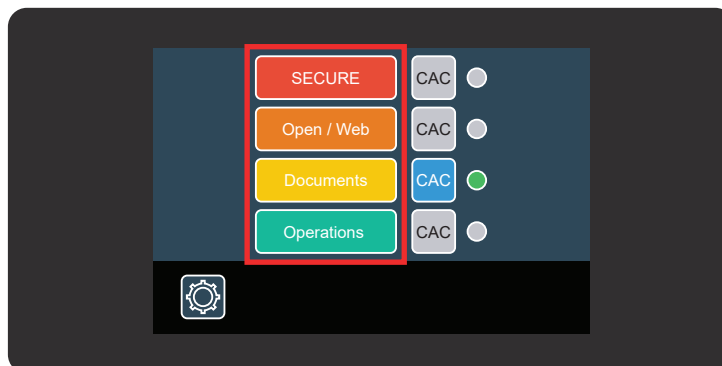 SECURE CAC
Open / Web CAC
Documents CAC
Operations CAC